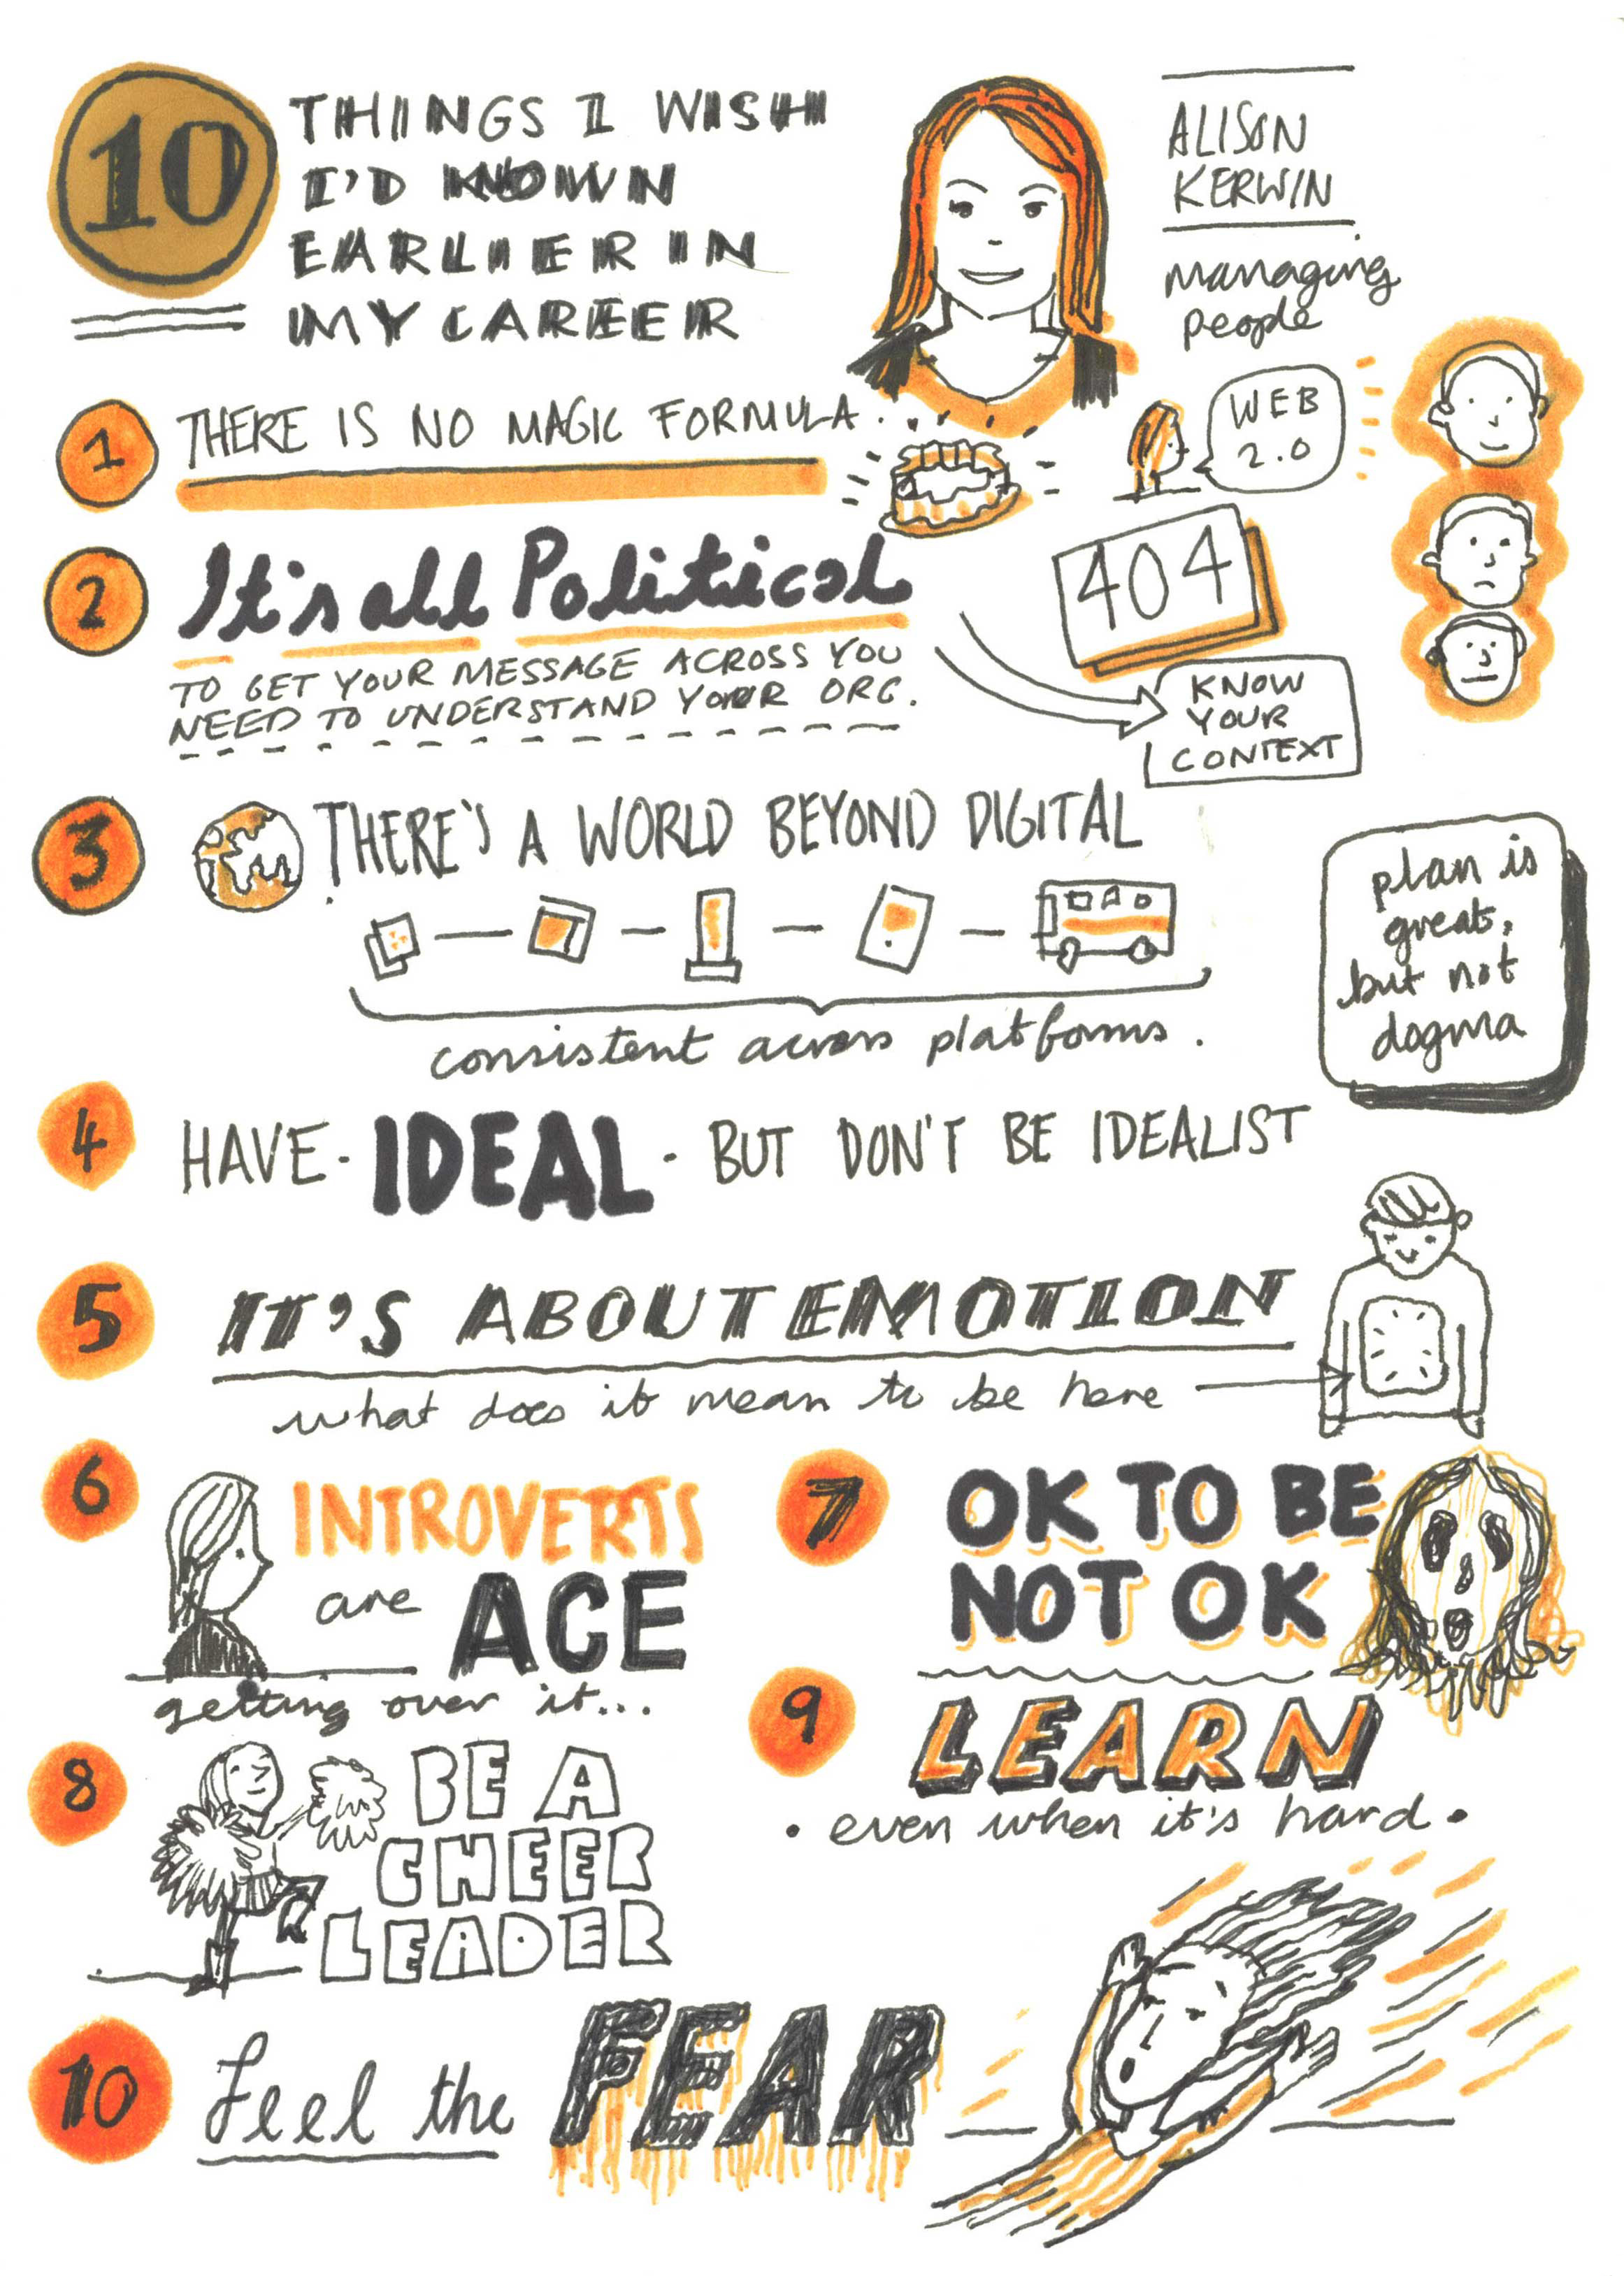 10
THINGS I WISH
I'D KNOWN
EARLIER IN
MY CAREER
ALISON
KERWIN
managing
people
1
THERE IS NO MAGIC FORMULA.
WEB
2.0
2
It's all Political
TO GET YOUR MESSAGE ACROSS YOU
NEED TO UNDERSTAND YOUR ORG.
404
KNOW
YOUR
CONTEXT
3
THERE'S A WORLD BEYOND DIGITAL
consistent across platforms.
plan is
great,
but not
dogma
4
HAVE · IDEAL · BUT DON'T BE IDEALIST
5
IT'S ABOUT EMOTION
what does it mean to be here
6
INTROVERTS
are ACE
getting over it...
7
OK TO BE
NOT OK
8
BE A
CHEER
LEADER
9
LEARN
· even when it's hard ·
10
Feel the FEAR